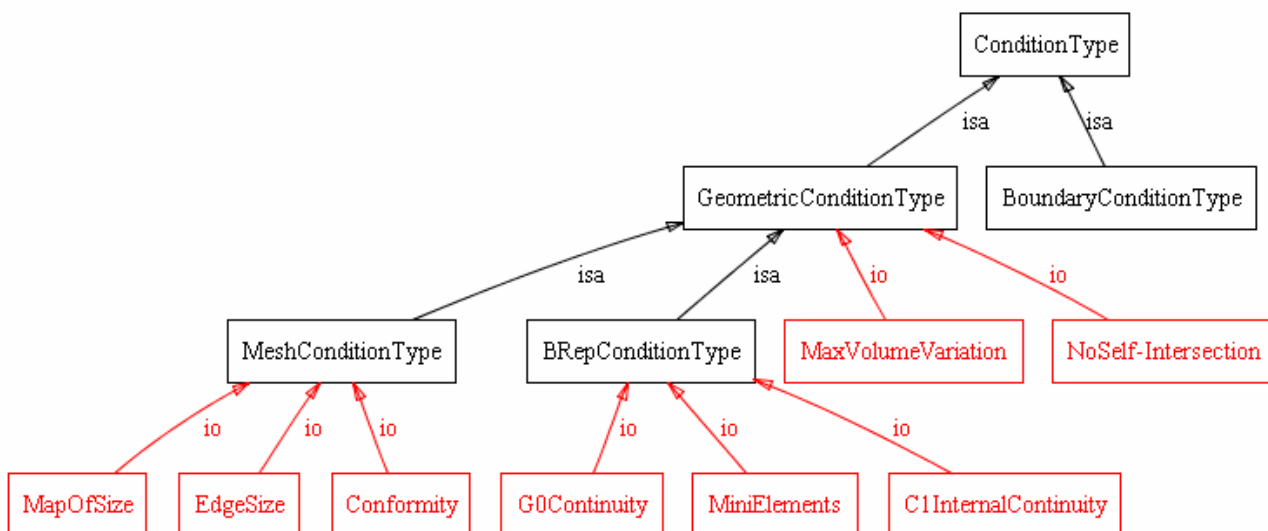 ConditionType
isa
isa
GeometricConditionType
BoundaryConditionType
isa
isa
io
io
MeshConditionType
BRepConditionType
MaxVolumeVariation
NoSelf-Intersection
io
io
io
io
io
io
MapOfSize
EdgeSize
Conformity
G0Continuity
MiniElements
C1InternalContinuity